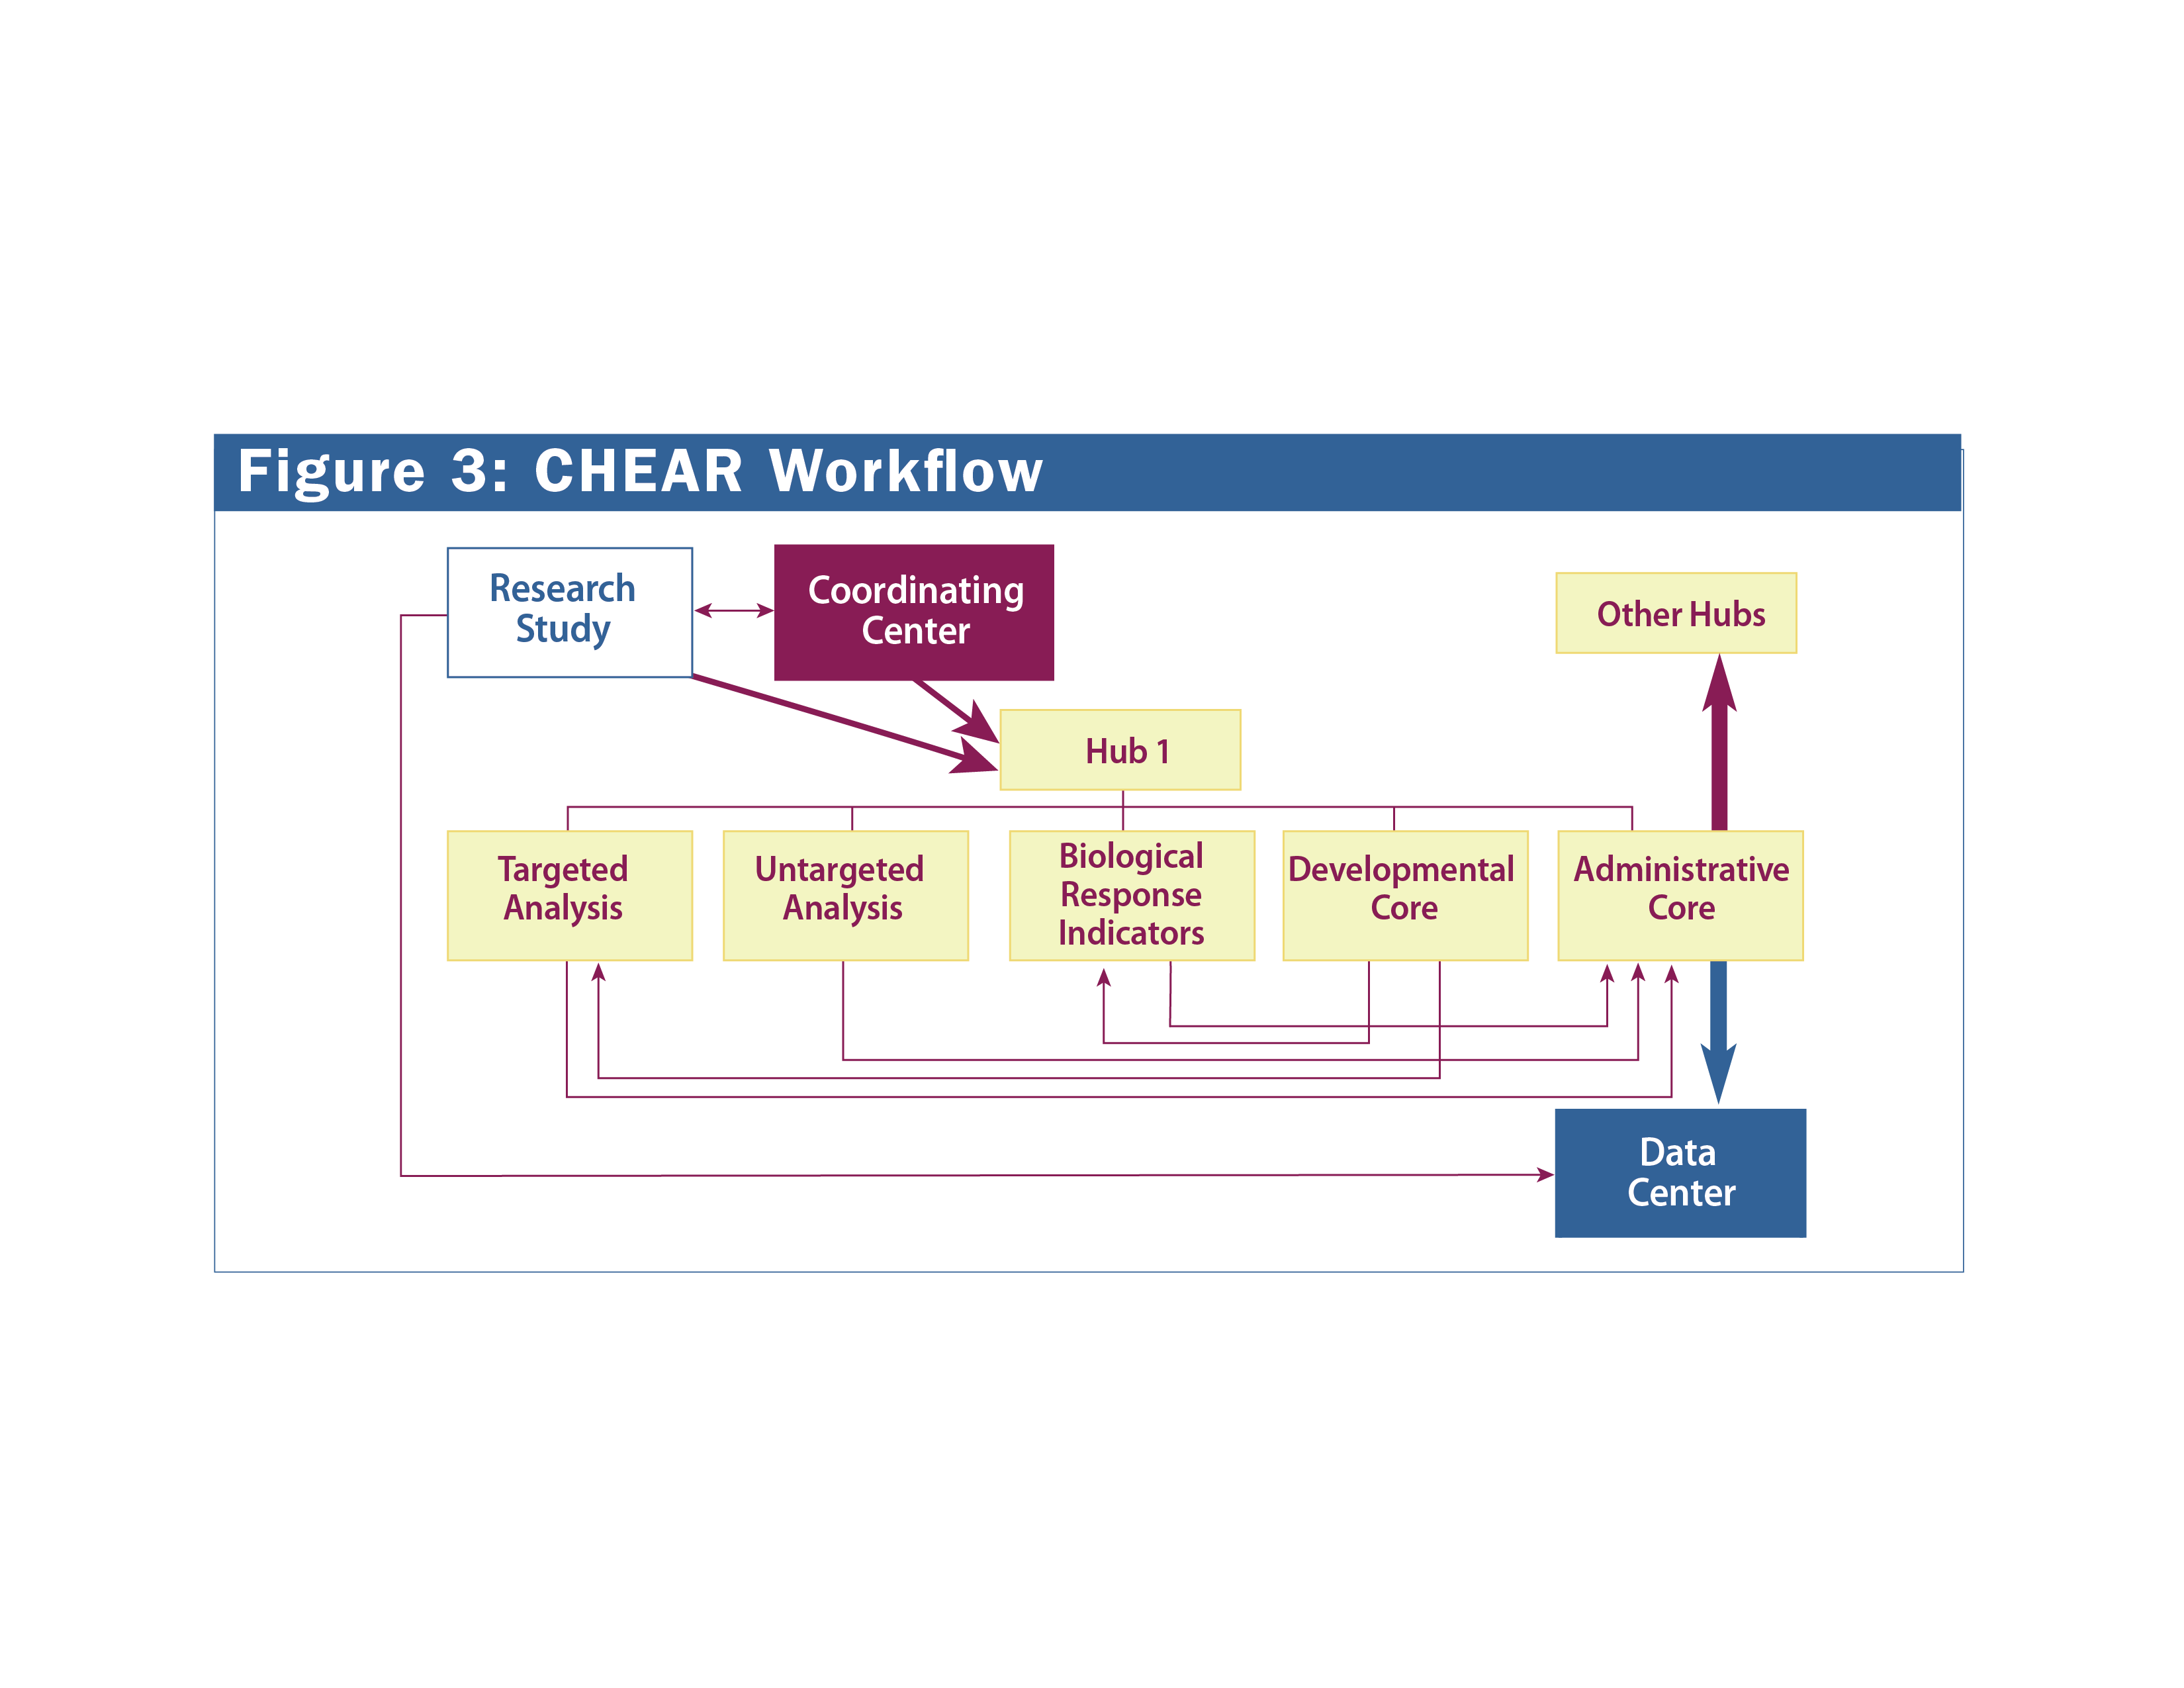 Figure 3: CHEAR Workflow
Research
Study
Coordinating
Center
Other Hubs
Hub 1
Targeted
Analysis
Untargeted
Analysis
Biological
Response
Indicators
Developmental
Core
Administrative
Core
Data
Center